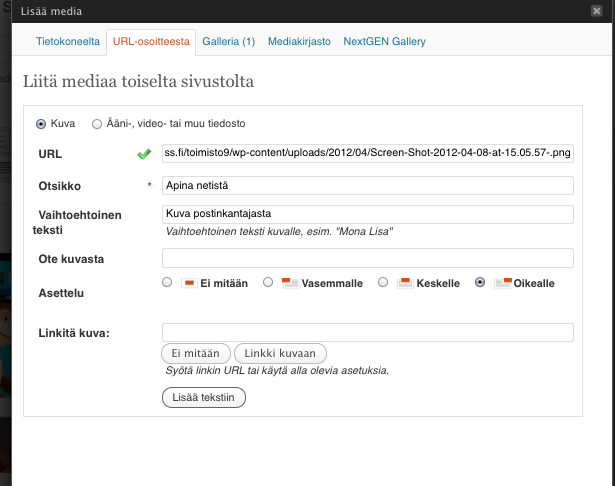 Lisää media
Tietokoneelta URL-osoitteesta Galleria (1) Mediakirjasto NextGEN Gallery
Liitä mediaa toiselta sivustolta
Kuva Ääni-, video- tai muu tiedosto
URL ss.fi/toimisto9/wp-content/uploads/2012/04/Screen-Shot-2012-04-08-at-15.05.57-.png
Otsikko * Apina netistä
Vaihtoehtoinen teksti Kuva postinkantajasta
Vaihtoehtoinen teksti kuvalle, esim. "Mona Lisa"
Ote kuvasta
Asettelu Ei mitään Vasemmalle Keskelle Oikealle
Linkitä kuva:
Ei mitään Linkki kuvaan
Syötä linkin URL tai käytä alla olevia asetuksia.
Lisää tekstiin